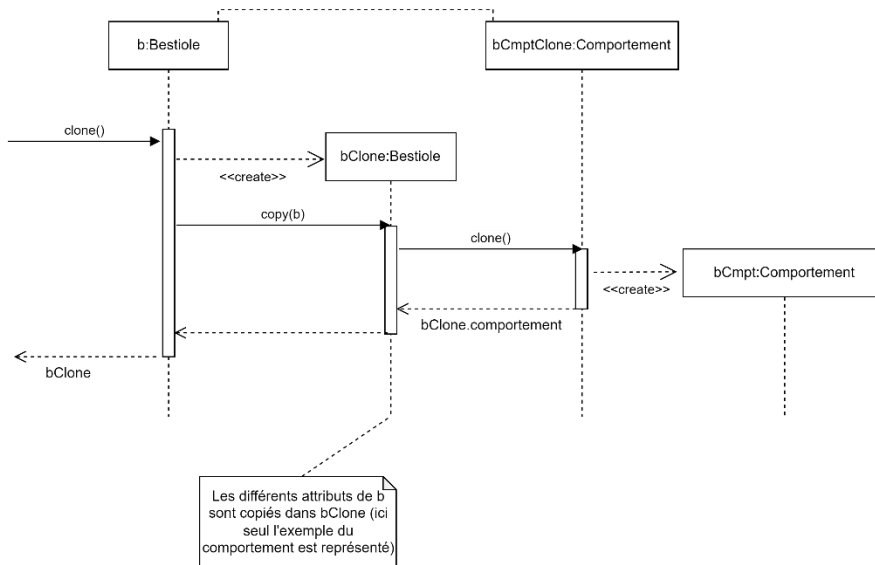 b:Bestiole
bCmptClone:Comportement
clone()
bClone:Bestiole
<<create>>
copy(b)
clone()
bCmpt:Comportement
<<create>>
bClone.comportement
bClone
Les différents attributs de b
sont copiés dans bClone (ici
seul l'exemple du
comportement est représenté)